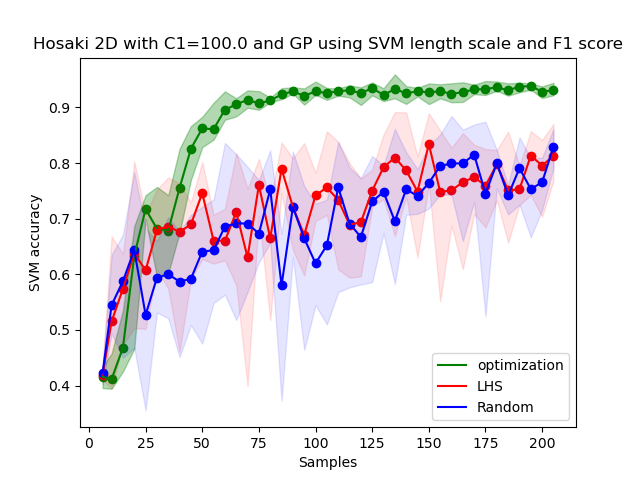 Hosaki 2D with C1=100.0 and GP using SVM length scale and F1 score
SVM accuracy
0.9
0.8
0.7
0.6
0.5
0.4
0 25 50 75 100 125 150 175 200
Samples
optimization
LHS
Random